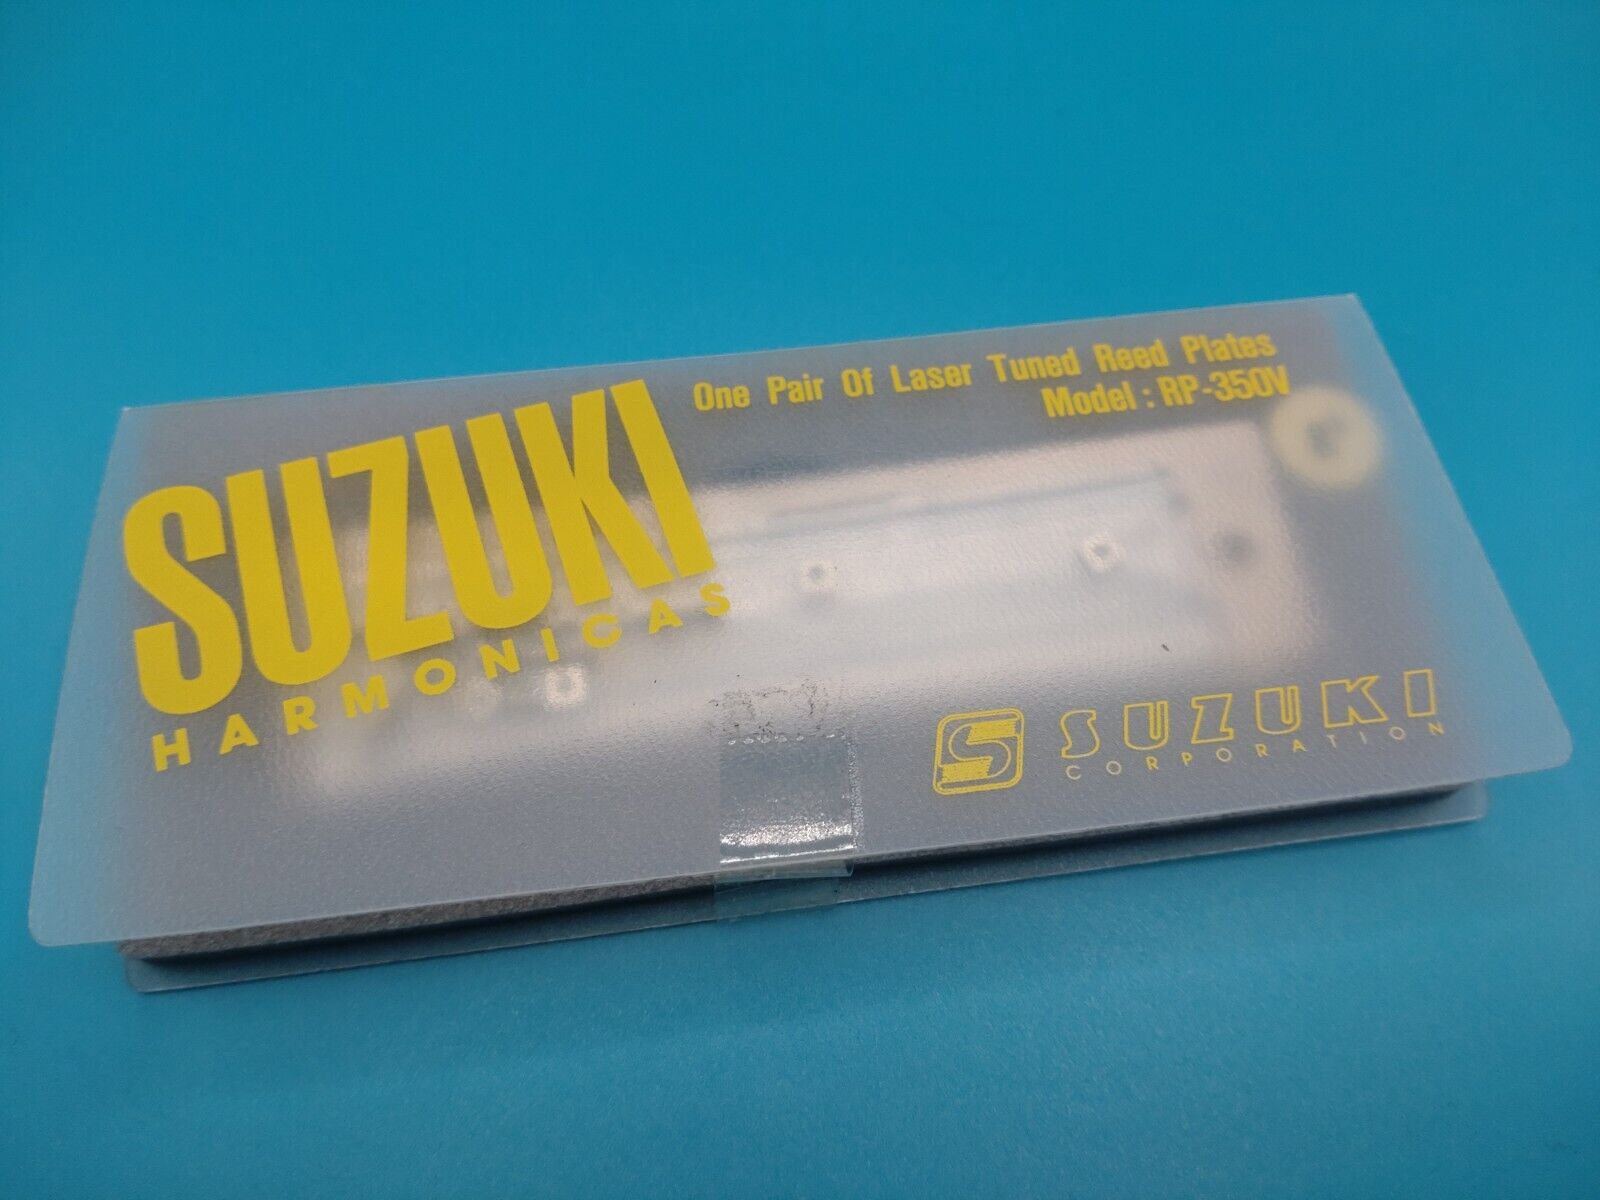 One Pair Of Laser Tuned Reed Plates
Model : RP-350V
SUZUKI
HARMONICAS
S SUZUKI
CORPORATION